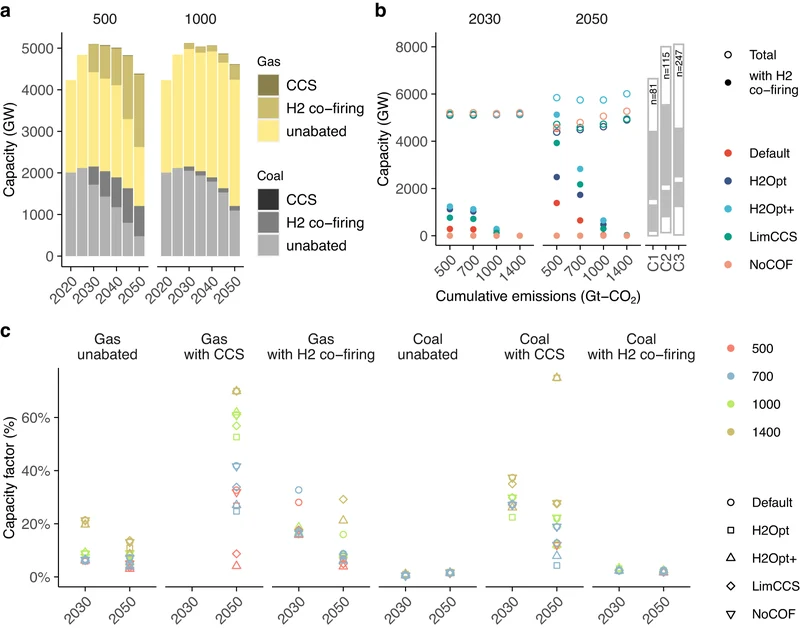 a
500
1000
Capacity (GW)
5000
4000
3000
2000
1000
0
2020
2030
2040
2050
2020
2030
2040
2050
Gas
CCS
H2 co−firing
unabated
Coal
CCS
H2 co−firing
unabated
b
2030
2050
Capacity (GW)
8000
6000
4000
2000
0
500
700
1000
1400
500
700
1000
1400
C1
C2
C3
n=81
n=115
n=247
Cumulative emissions (Gt−CO₂)
Total
with H2
co−firing
Default
H2Opt
H2Opt+
LimCCS
NoCOF
c
Gas
unabated
Gas
with CCS
Gas
with H2 co−firing
Coal
unabated
Coal
with CCS
Coal
with H2 co−firing
Capacity factor (%)
60%
40%
20%
0%
2030
2050
2030
2050
2030
2050
2030
2050
2030
2050
2030
2050
500
700
1000
1400
Default
H2Opt
H2Opt+
LimCCS
NoCOF